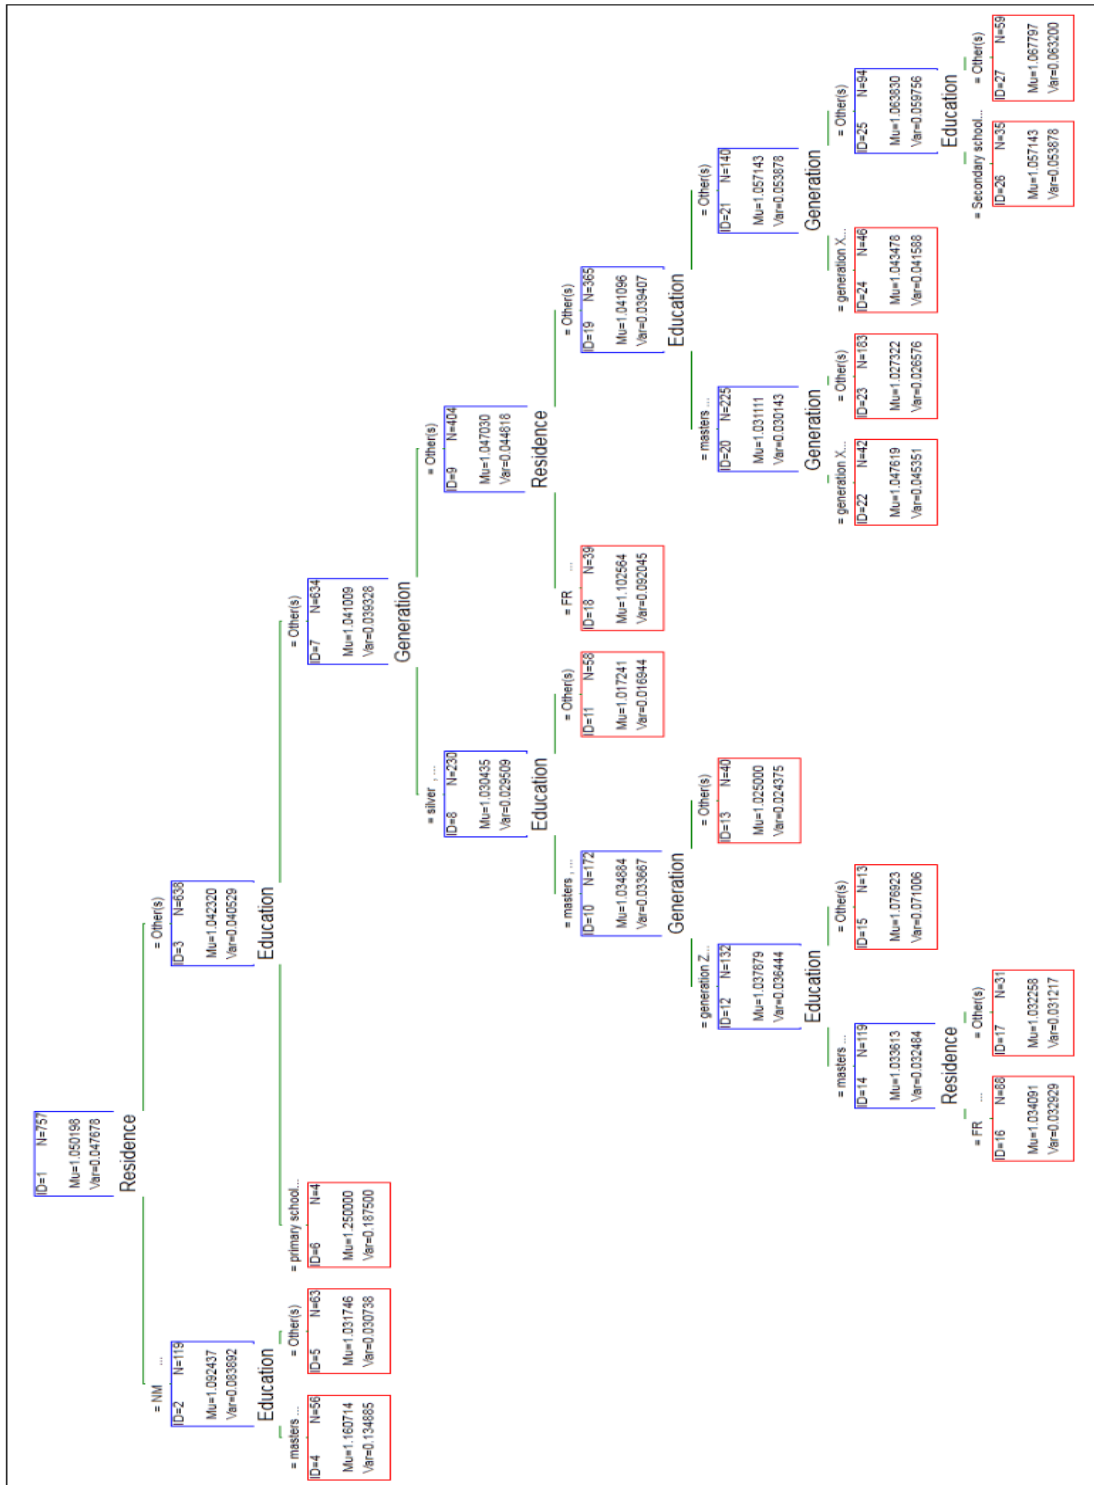 ID=1 N=757
Mu=1.050198
Var=0.047678
Residence
= NM ...
= Other(s)
ID=2 N=119
Mu=1.092437
Var=0.083892
Education
ID=3 N=638
Mu=1.042320
Var=0.040529
Education
= masters ...
= Other(s)
= primary school...
= Other(s)
ID=4 N=56
Mu=1.160714
Var=0.134885
ID=5 N=63
Mu=1.031746
Var=0.030738
ID=6 N=4
Mu=1.250000
Var=0.187500
ID=7 N=634
Mu=1.041009
Var=0.039328
Generation
= silver , ...
= Other(s)
ID=8 N=230
Mu=1.030435
Var=0.029509
Education
ID=9 N=404
Mu=1.047030
Var=0.044818
Residence
= masters , ...
= Other(s)
= FR ...
= Other(s)
ID=10 N=172
Mu=1.034884
Var=0.033667
Generation
ID=11 N=58
Mu=1.017241
Var=0.016944
ID=18 N=39
Mu=1.102564
Var=0.092045
ID=19 N=365
Mu=1.041096
Var=0.039407
Education
= generation Z...
= Other(s)
= masters ...
= Other(s)
ID=12 N=132
Mu=1.037879
Var=0.036444
Education
ID=13 N=40
Mu=1.025000
Var=0.024375
ID=20 N=225
Mu=1.031111
Var=0.030143
Generation
ID=21 N=140
Mu=1.057143
Var=0.053878
Generation
= masters ...
= Other(s)
= generation X...
= Other(s)
= generation X...
= Other(s)
ID=14 N=119
Mu=1.033613
Var=0.032484
Residence
ID=15 N=13
Mu=1.076923
Var=0.071006
ID=22 N=42
Mu=1.047619
Var=0.045351
ID=23 N=183
Mu=1.027322
Var=0.026576
ID=24 N=46
Mu=1.043478
Var=0.041588
ID=25 N=94
Mu=1.063830
Var=0.059756
Education
= FR ...
= Other(s)
= Secondary school...
= Other(s)
ID=16 N=88
Mu=1.034091
Var=0.032929
ID=17 N=31
Mu=1.032258
Var=0.031217
ID=26 N=35
Mu=1.057143
Var=0.053878
ID=27 N=59
Mu=1.067797
Var=0.063200